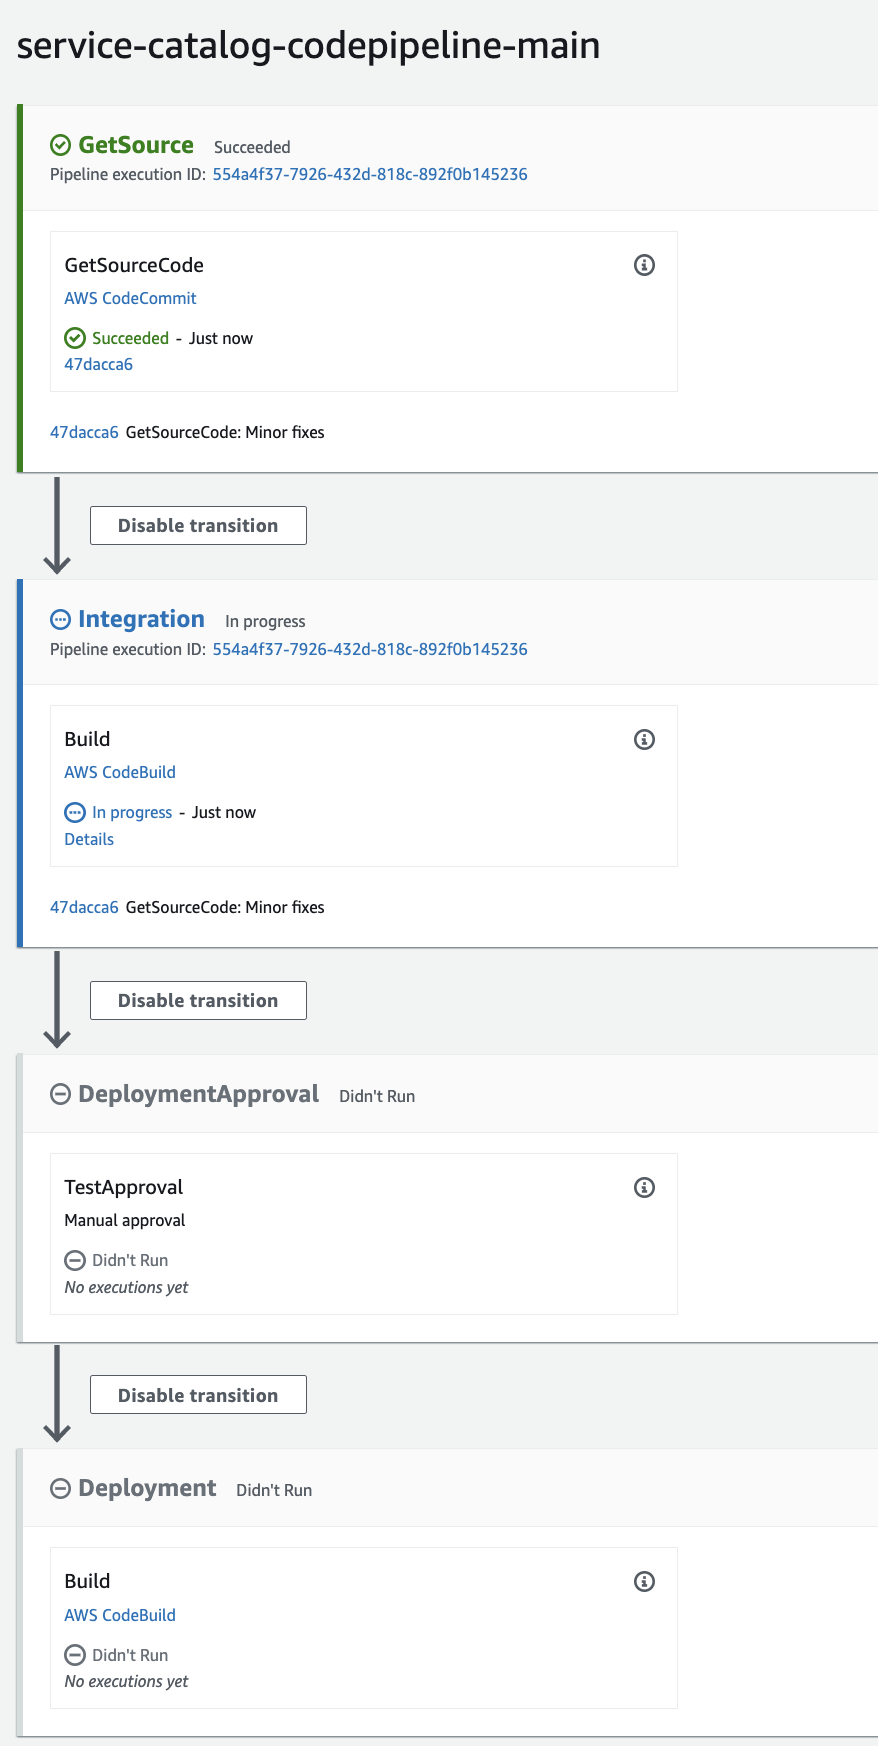 service-catalog-codepipeline-main
GetSource Succeeded
Pipeline execution ID: 554a4f37-7926-432d-818c-892f0b145236
GetSourceCode
AWS CodeCommit
Succeeded - Just now
47dacca6
47dacca6 GetSourceCode: Minor fixes
Disable transition
Integration In progress
Pipeline execution ID: 554a4f37-7926-432d-818c-892f0b145236
Build
AWS CodeBuild
In progress - Just now
Details
47dacca6 GetSourceCode: Minor fixes
Disable transition
DeploymentApproval Didn't Run
TestApproval
Manual approval
Didn't Run
No executions yet
Disable transition
Deployment Didn't Run
Build
AWS CodeBuild
Didn't Run
No executions yet